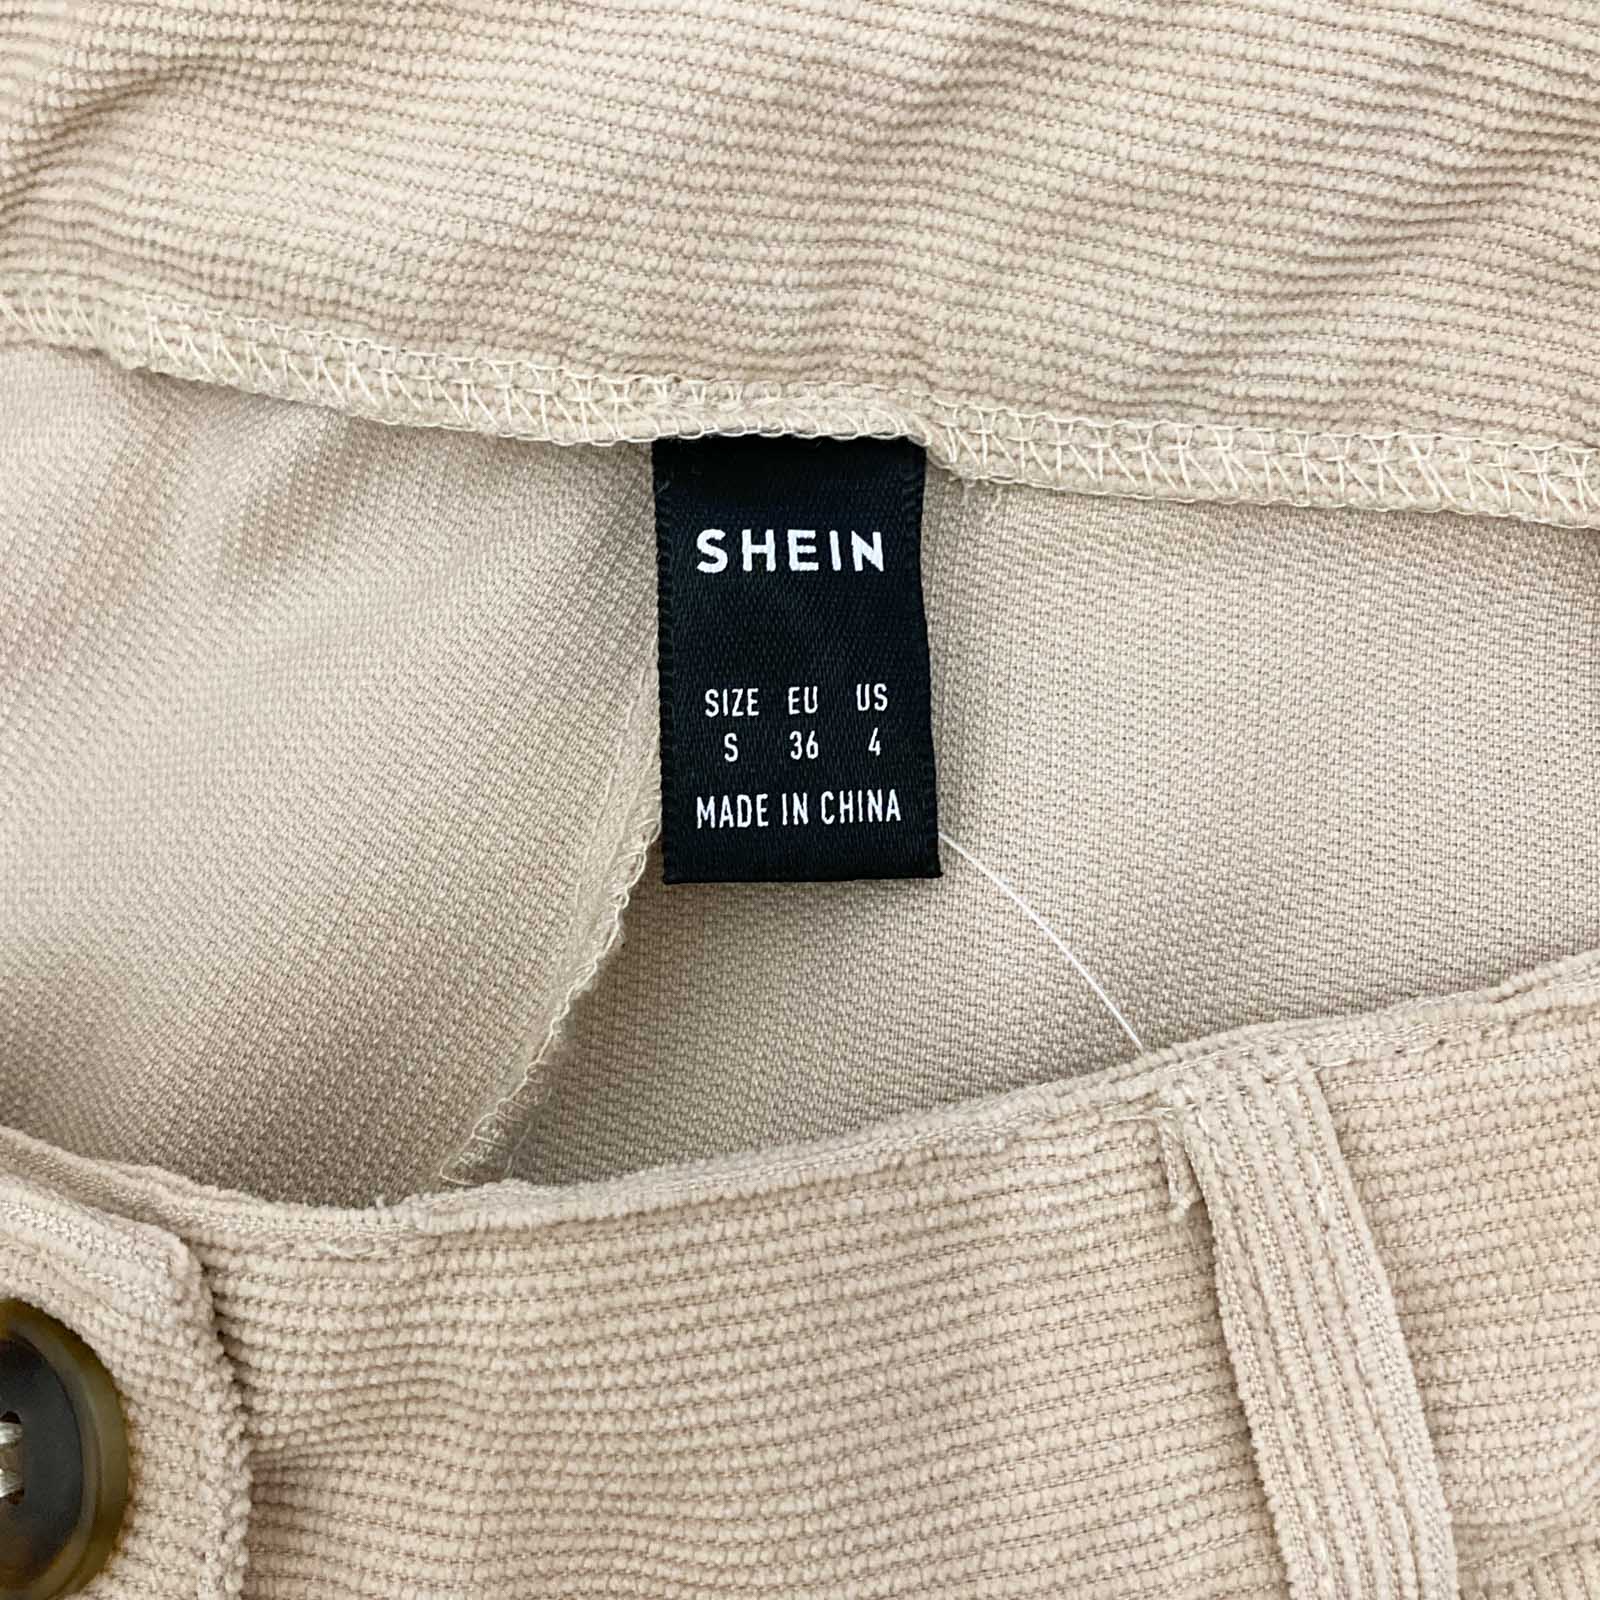 SHEIN
SIZE EU US
S 36 4
MADE IN CHINA